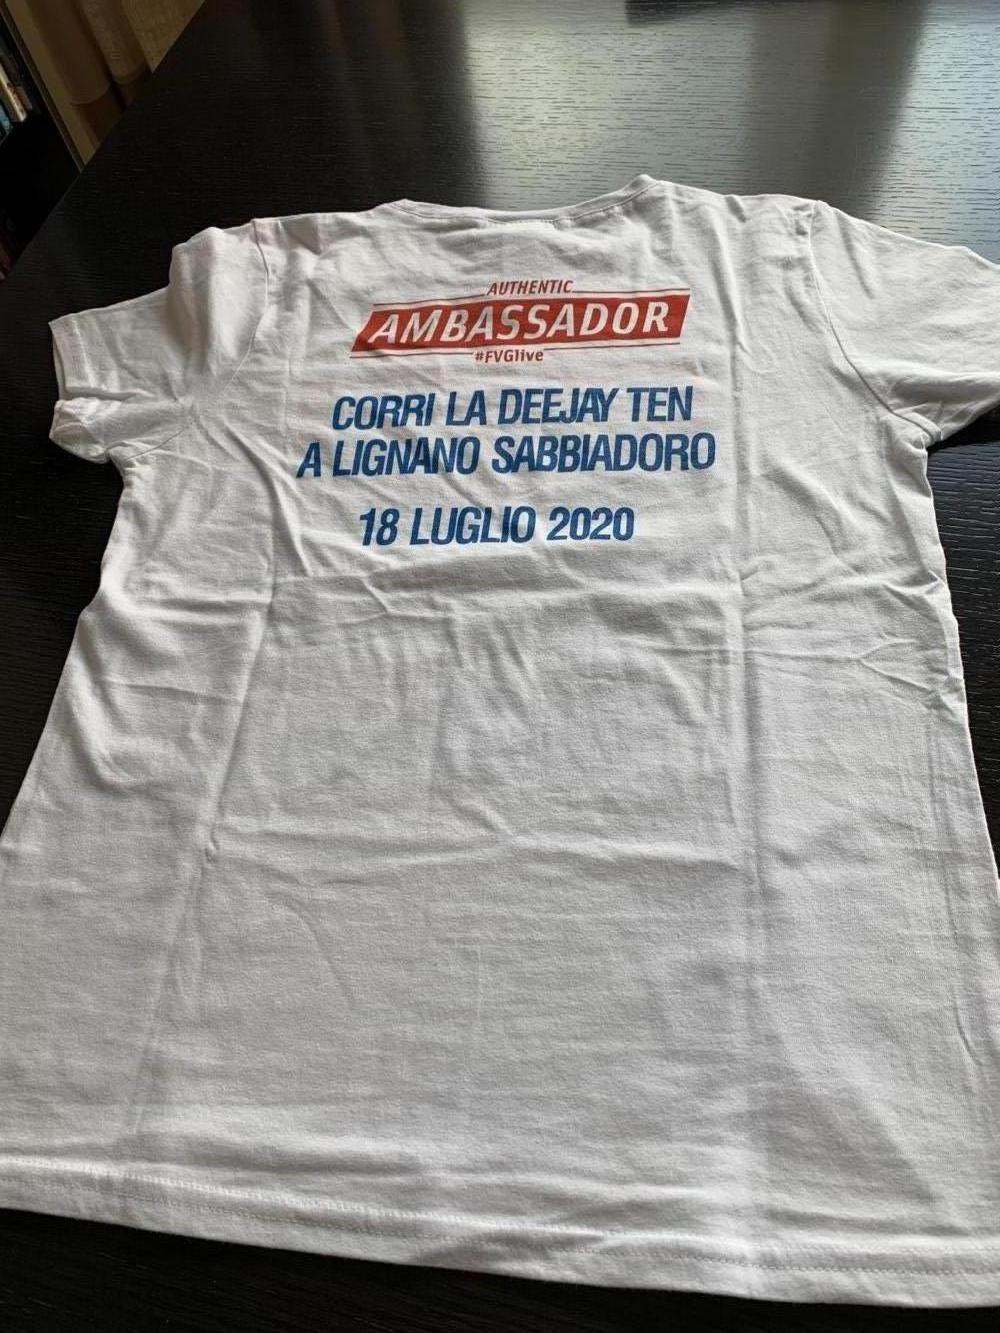 AUTHENTIC
AMBASSADOR
#FVGlive
CORRI LA DEEJAY TEN
A LIGNANO SABBIADORO
18 LUGLIO 2020